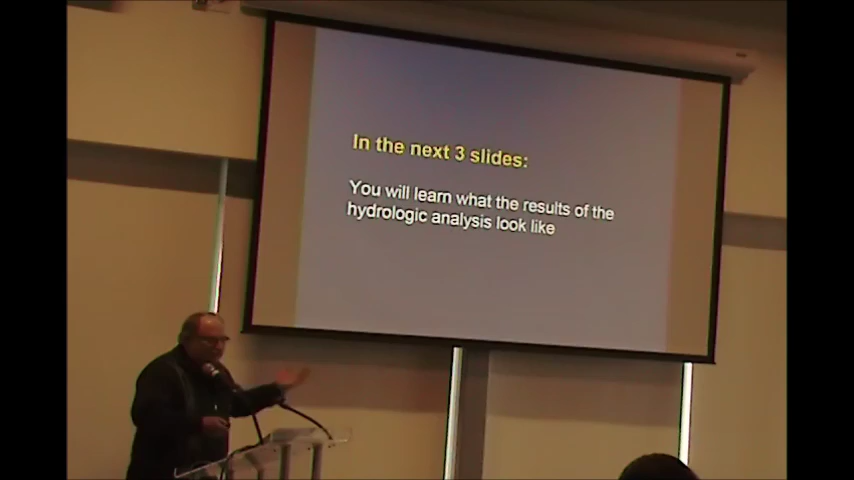 In the next 3 slides:
You will learn what the results of the
hydrologic analysis look like